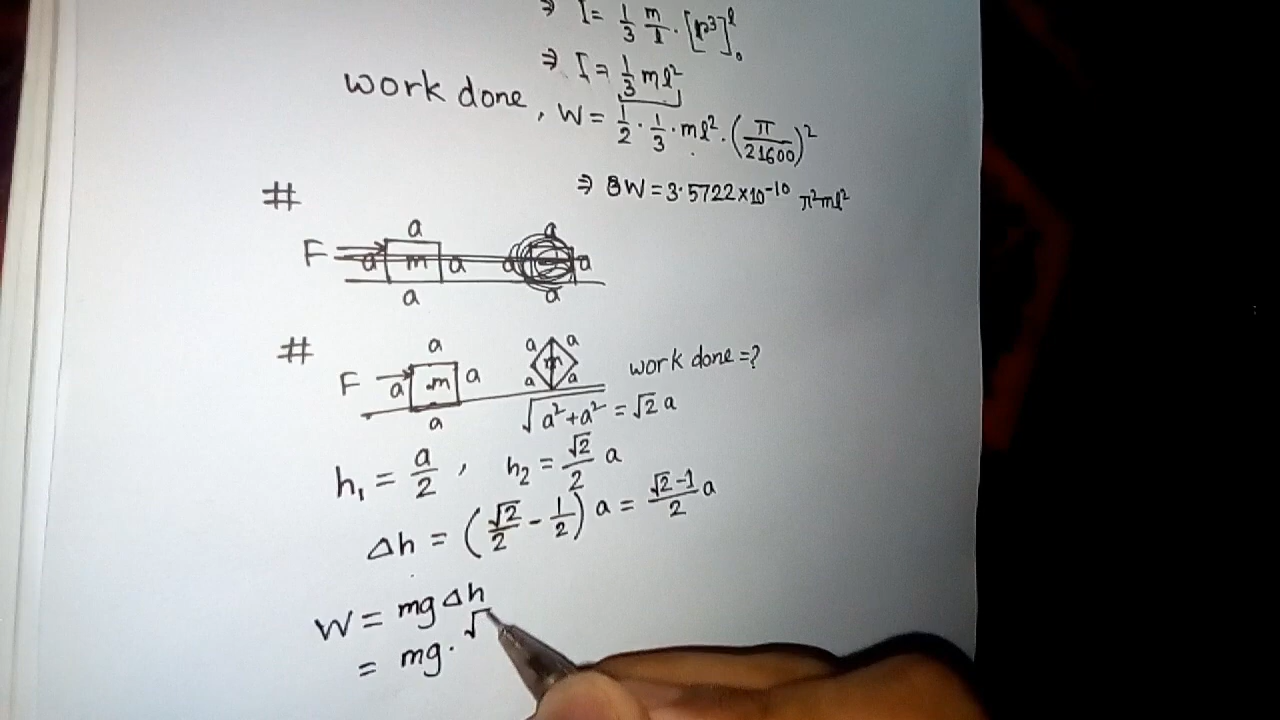 ⇒ I = 1/3 m/l · [r³]ˡ₀
⇒ I = 1/3 ml²
work done, W = 1/2 · 1/3 · ml² · (π/21600)²
⇒ W = 3.5722×10⁻¹⁰ π²ml²
#
a a
F a m a a a
a a
#
a a a
F a m a m work done = ?
a a
a √a²+a² = √2 a
h₁ = a/2 , h₂ = √2/2 a
Δh = (√2/2 - 1/2) a = √2-1/2 a
W = mgΔh
= mg · √